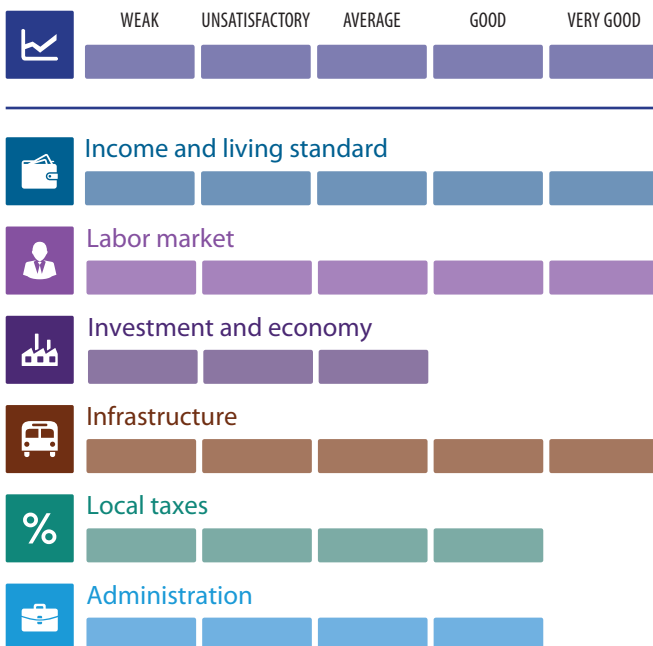 WEAK UNSATISFACTORY AVERAGE GOOD VERY GOOD
Income and living standard
Labor market
Investment and economy
Infrastructure
Local taxes
%
Administration